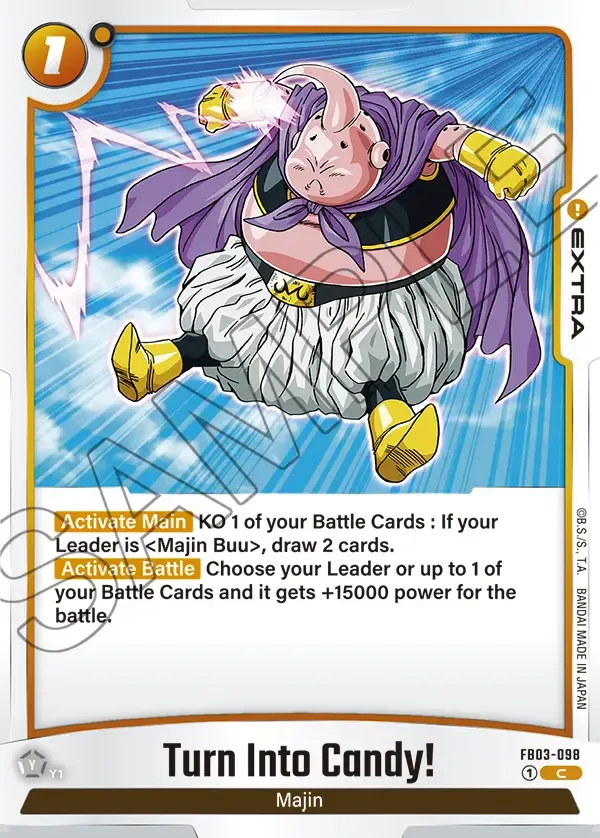 1
EXTRA
SAMPLE
Activate Main KO 1 of your Battle Cards : If your
Leader is <Majin Buu>, draw 2 cards.
Activate Battle Choose your Leader or up to 1 of
your Battle Cards and it gets +15000 power for the
battle.
©B.S./S., T.A. BANDAI MADE IN JAPAN
Y Y1
Turn Into Candy!
FB03-098
1 C
Majin